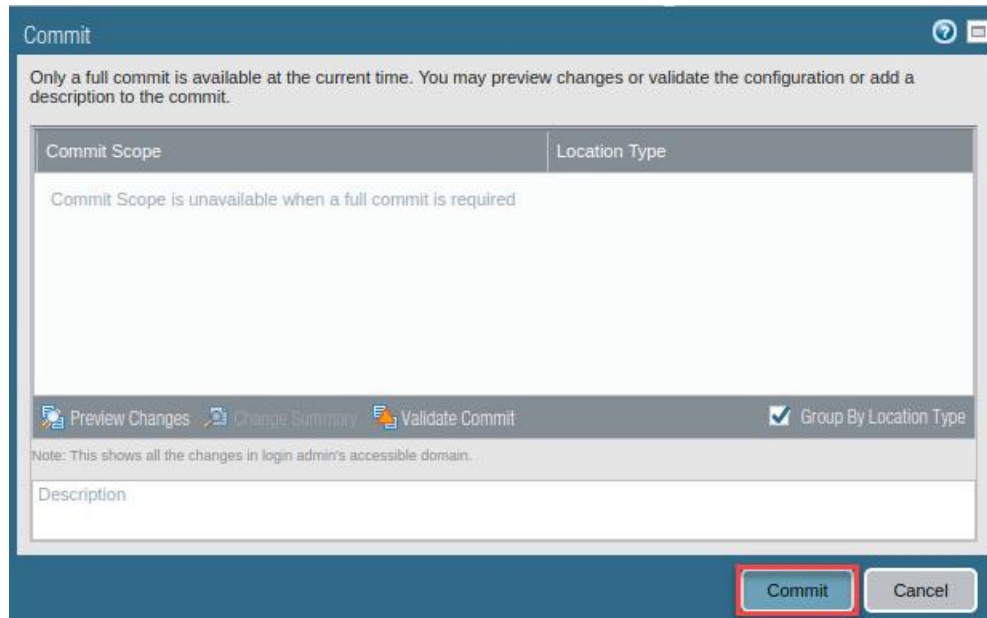 Commit
Only a full commit is available at the current time. You may preview changes or validate the configuration or add a
description to the commit.
Commit Scope
Location Type
Commit Scope is unavailable when a full commit is required
Preview Changes
Change Summary
Validate Commit
Group By Location Type
Note: This shows all the changes in login admin's accessible domain.
Description
Commit
Cancel